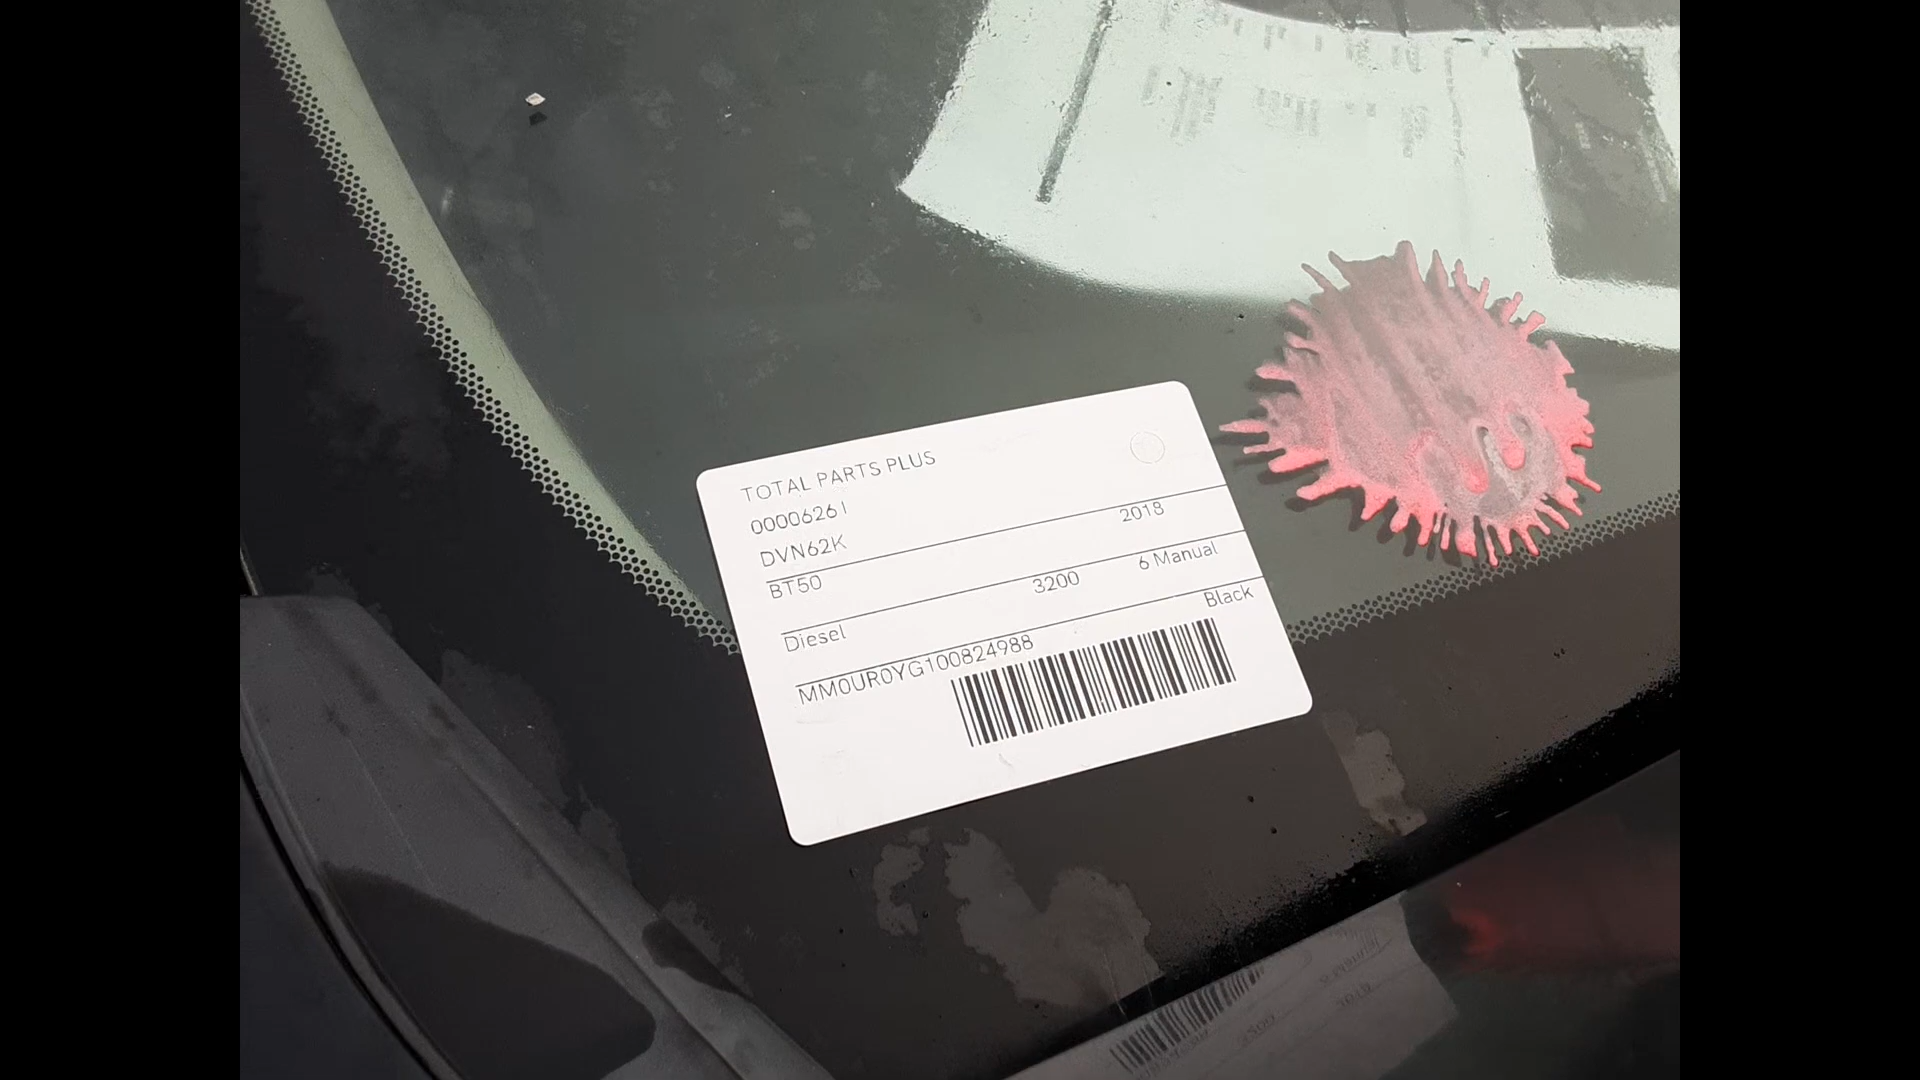 TOTAL PARTS PLUS
00006261
DVN62K
BT50 2018
Diesel 3200 6 Manual
MM0UR0YG100824988 Black